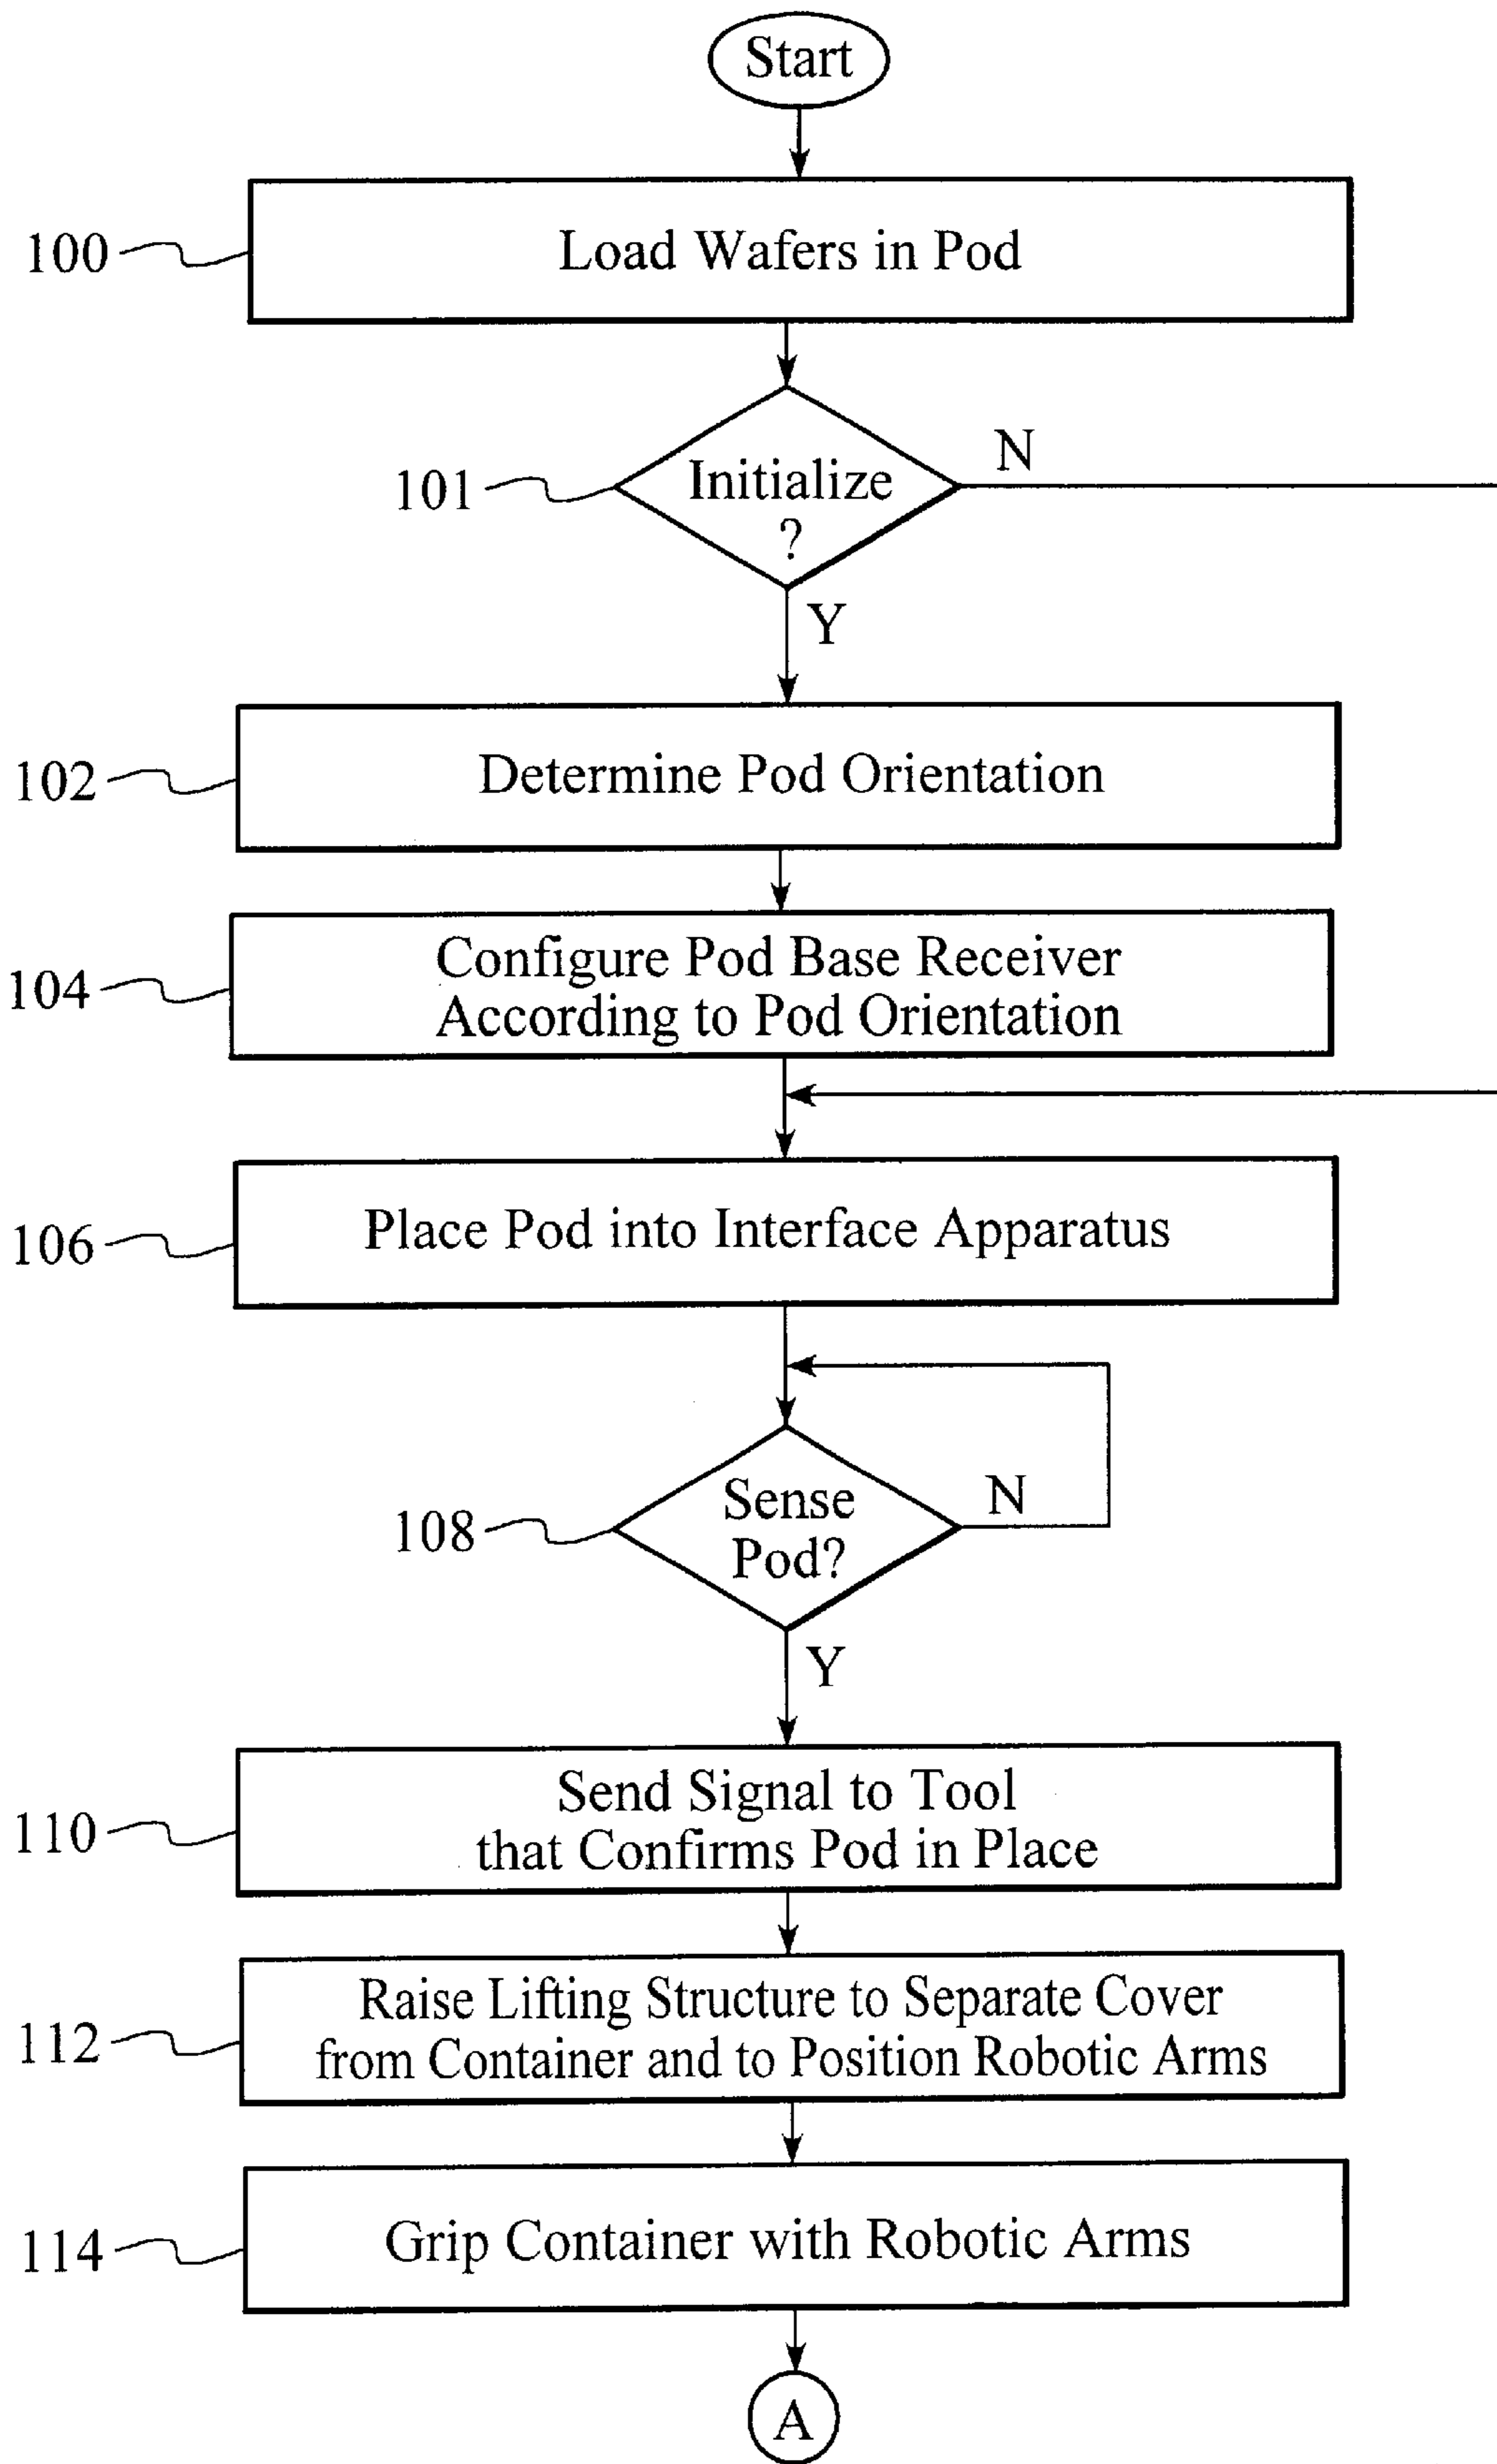 Start
100
Load Wafers in Pod
101
Initialize
?
N
Y
102
Determine Pod Orientation
104
Configure Pod Base Receiver
According to Pod Orientation
106
Place Pod into Interface Apparatus
108
Sense
Pod?
N
Y
110
Send Signal to Tool
that Confirms Pod in Place
112
Raise Lifting Structure to Separate Cover
from Container and to Position Robotic Arms
114
Grip Container with Robotic Arms
A